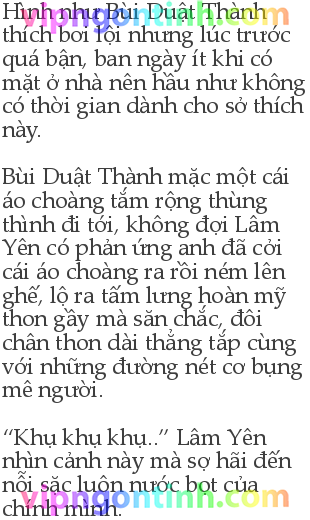 Hình như Bùi Duật Thành
thích bơi lội nhưng lúc trước
quá bận, ban ngày ít khi có
mặt ở nhà nên hầu như không
có thời gian dành cho sở thích
này.
Bùi Duật Thành mặc một cái
áo choàng tắm rộng thùng
thình đi tới, không đợi Lâm
Yên có phản ứng anh đã cởi
cái áo choàng ra rồi ném lên
ghế, lộ ra tấm lưng hoàn mỹ
thon gầy mà săn chắc, đôi
chân thon dài thẳng tắp cùng
với những đường nét cơ bụng
mê người.
“Khụ khụ khụ..” Lâm Yên
nhìn cảnh này mà sợ hãi đến
nỗi sặc luôn nước bọt của
chính mình.
vipngontinh.com
vipngontinh.com